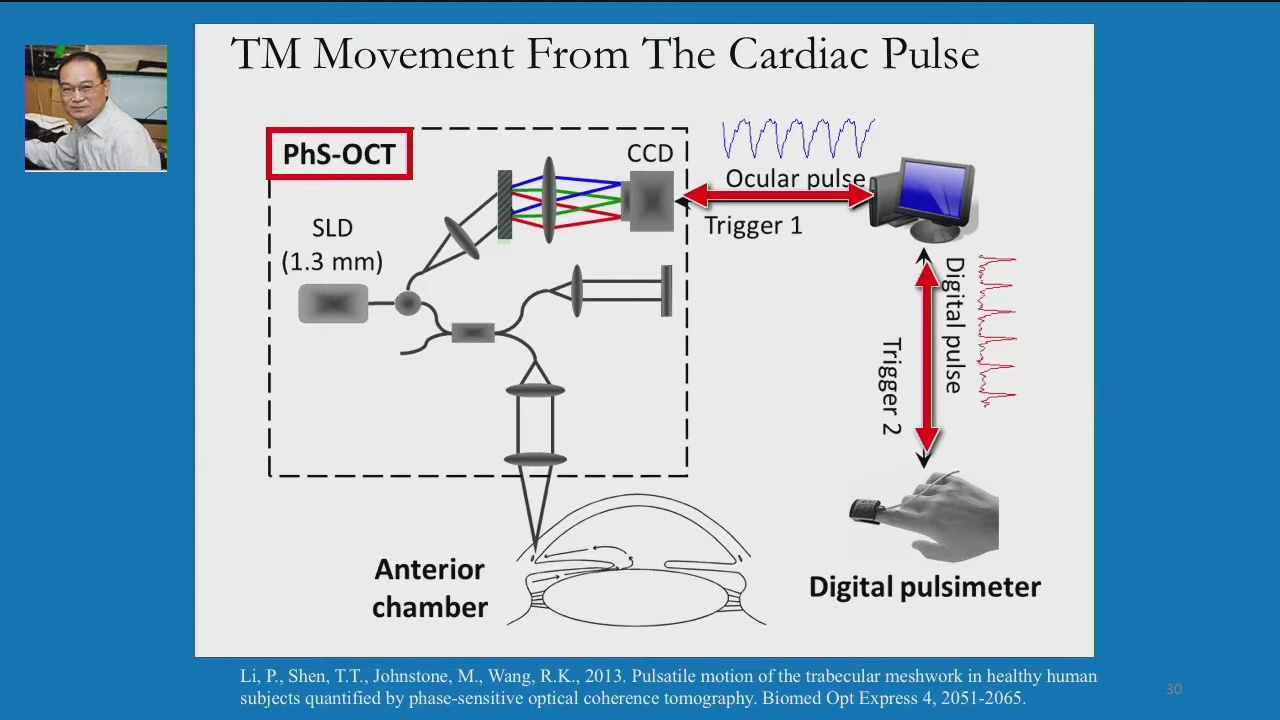 TM Movement From The Cardiac Pulse
PhS-OCT
CCD
SLD
(1.3 mm)
Ocular pulse
Trigger 1
Digital pulse
Trigger 2
Anterior
chamber
Digital pulsimeter
Li, P., Shen, T.T., Johnstone, M., Wang, R.K., 2013. Pulsatile motion of the trabecular meshwork in healthy human
subjects quantified by phase-sensitive optical coherence tomography. Biomed Opt Express 4, 2051-2065.
30